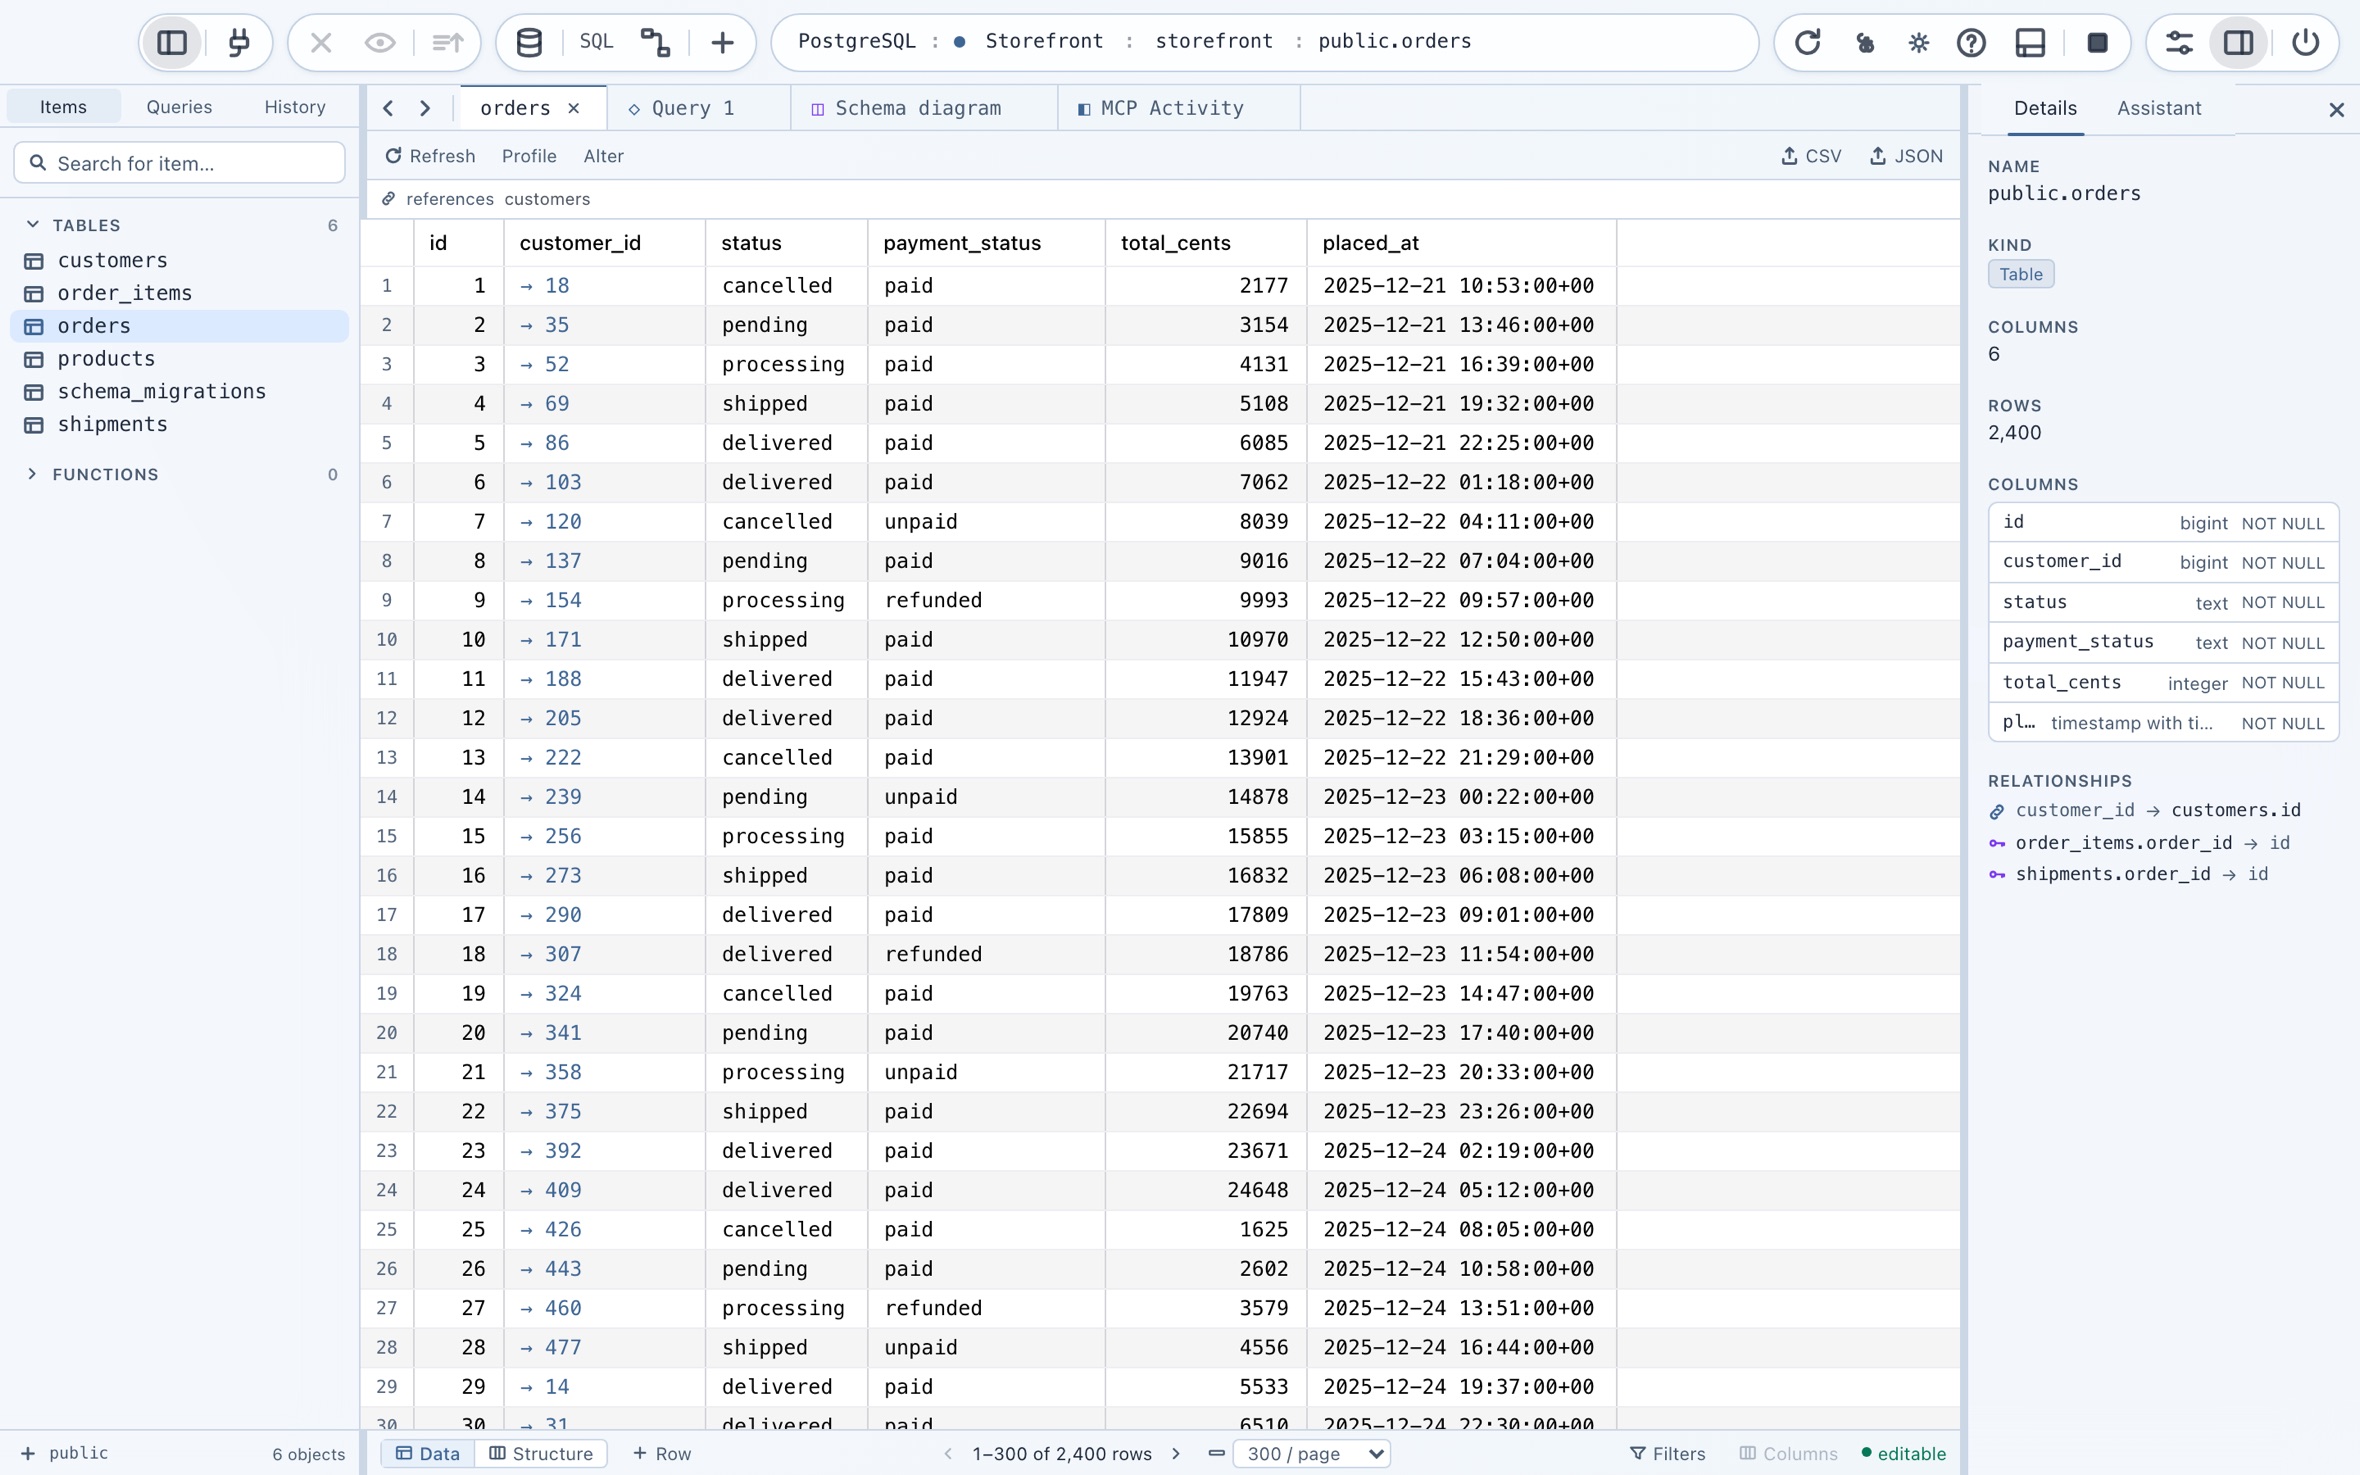 SQL
PostgreSQL : Storefront : storefront : public.orders
Items Queries History
Search for item...
TABLES 6
customers
order_items
orders
products
schema_migrations
shipments
FUNCTIONS 0
+ public 6 objects
orders × Query 1 Schema diagram MCP Activity
Refresh Profile Alter CSV JSON
references customers
id customer_id status payment_status total_cents placed_at
1 1 → 18 cancelled paid 2177 2025-12-21 10:53:00+00
2 2 → 35 pending paid 3154 2025-12-21 13:46:00+00
3 3 → 52 processing paid 4131 2025-12-21 16:39:00+00
4 4 → 69 shipped paid 5108 2025-12-21 19:32:00+00
5 5 → 86 delivered paid 6085 2025-12-21 22:25:00+00
6 6 → 103 delivered paid 7062 2025-12-22 01:18:00+00
7 7 → 120 cancelled unpaid 8039 2025-12-22 04:11:00+00
8 8 → 137 pending paid 9016 2025-12-22 07:04:00+00
9 9 → 154 processing refunded 9993 2025-12-22 09:57:00+00
10 10 → 171 shipped paid 10970 2025-12-22 12:50:00+00
11 11 → 188 delivered paid 11947 2025-12-22 15:43:00+00
12 12 → 205 delivered paid 12924 2025-12-22 18:36:00+00
13 13 → 222 cancelled paid 13901 2025-12-22 21:29:00+00
14 14 → 239 pending unpaid 14878 2025-12-23 00:22:00+00
15 15 → 256 processing paid 15855 2025-12-23 03:15:00+00
16 16 → 273 shipped paid 16832 2025-12-23 06:08:00+00
17 17 → 290 delivered paid 17809 2025-12-23 09:01:00+00
18 18 → 307 delivered refunded 18786 2025-12-23 11:54:00+00
19 19 → 324 cancelled paid 19763 2025-12-23 14:47:00+00
20 20 → 341 pending paid 20740 2025-12-23 17:40:00+00
21 21 → 358 processing unpaid 21717 2025-12-23 20:33:00+00
22 22 → 375 shipped paid 22694 2025-12-23 23:26:00+00
23 23 → 392 delivered paid 23671 2025-12-24 02:19:00+00
24 24 → 409 delivered paid 24648 2025-12-24 05:12:00+00
25 25 → 426 cancelled paid 1625 2025-12-24 08:05:00+00
26 26 → 443 pending paid 2602 2025-12-24 10:58:00+00
27 27 → 460 processing refunded 3579 2025-12-24 13:51:00+00
28 28 → 477 shipped unpaid 4556 2025-12-24 16:44:00+00
29 29 → 14 delivered paid 5533 2025-12-24 19:37:00+00
30 30 → 31 delivered paid 6510 2025-12-24 22:30:00+00
Data Structure + Row 1–300 of 2,400 rows 300 / page Filters Columns editable
Details Assistant
NAME
public.orders
KIND
Table
COLUMNS
6
ROWS
2,400
COLUMNS
id bigint NOT NULL
customer_id bigint NOT NULL
status text NOT NULL
payment_status text NOT NULL
total_cents integer NOT NULL
pl… timestamp with ti… NOT NULL
RELATIONSHIPS
customer_id → customers.id
order_items.order_id → id
shipments.order_id → id